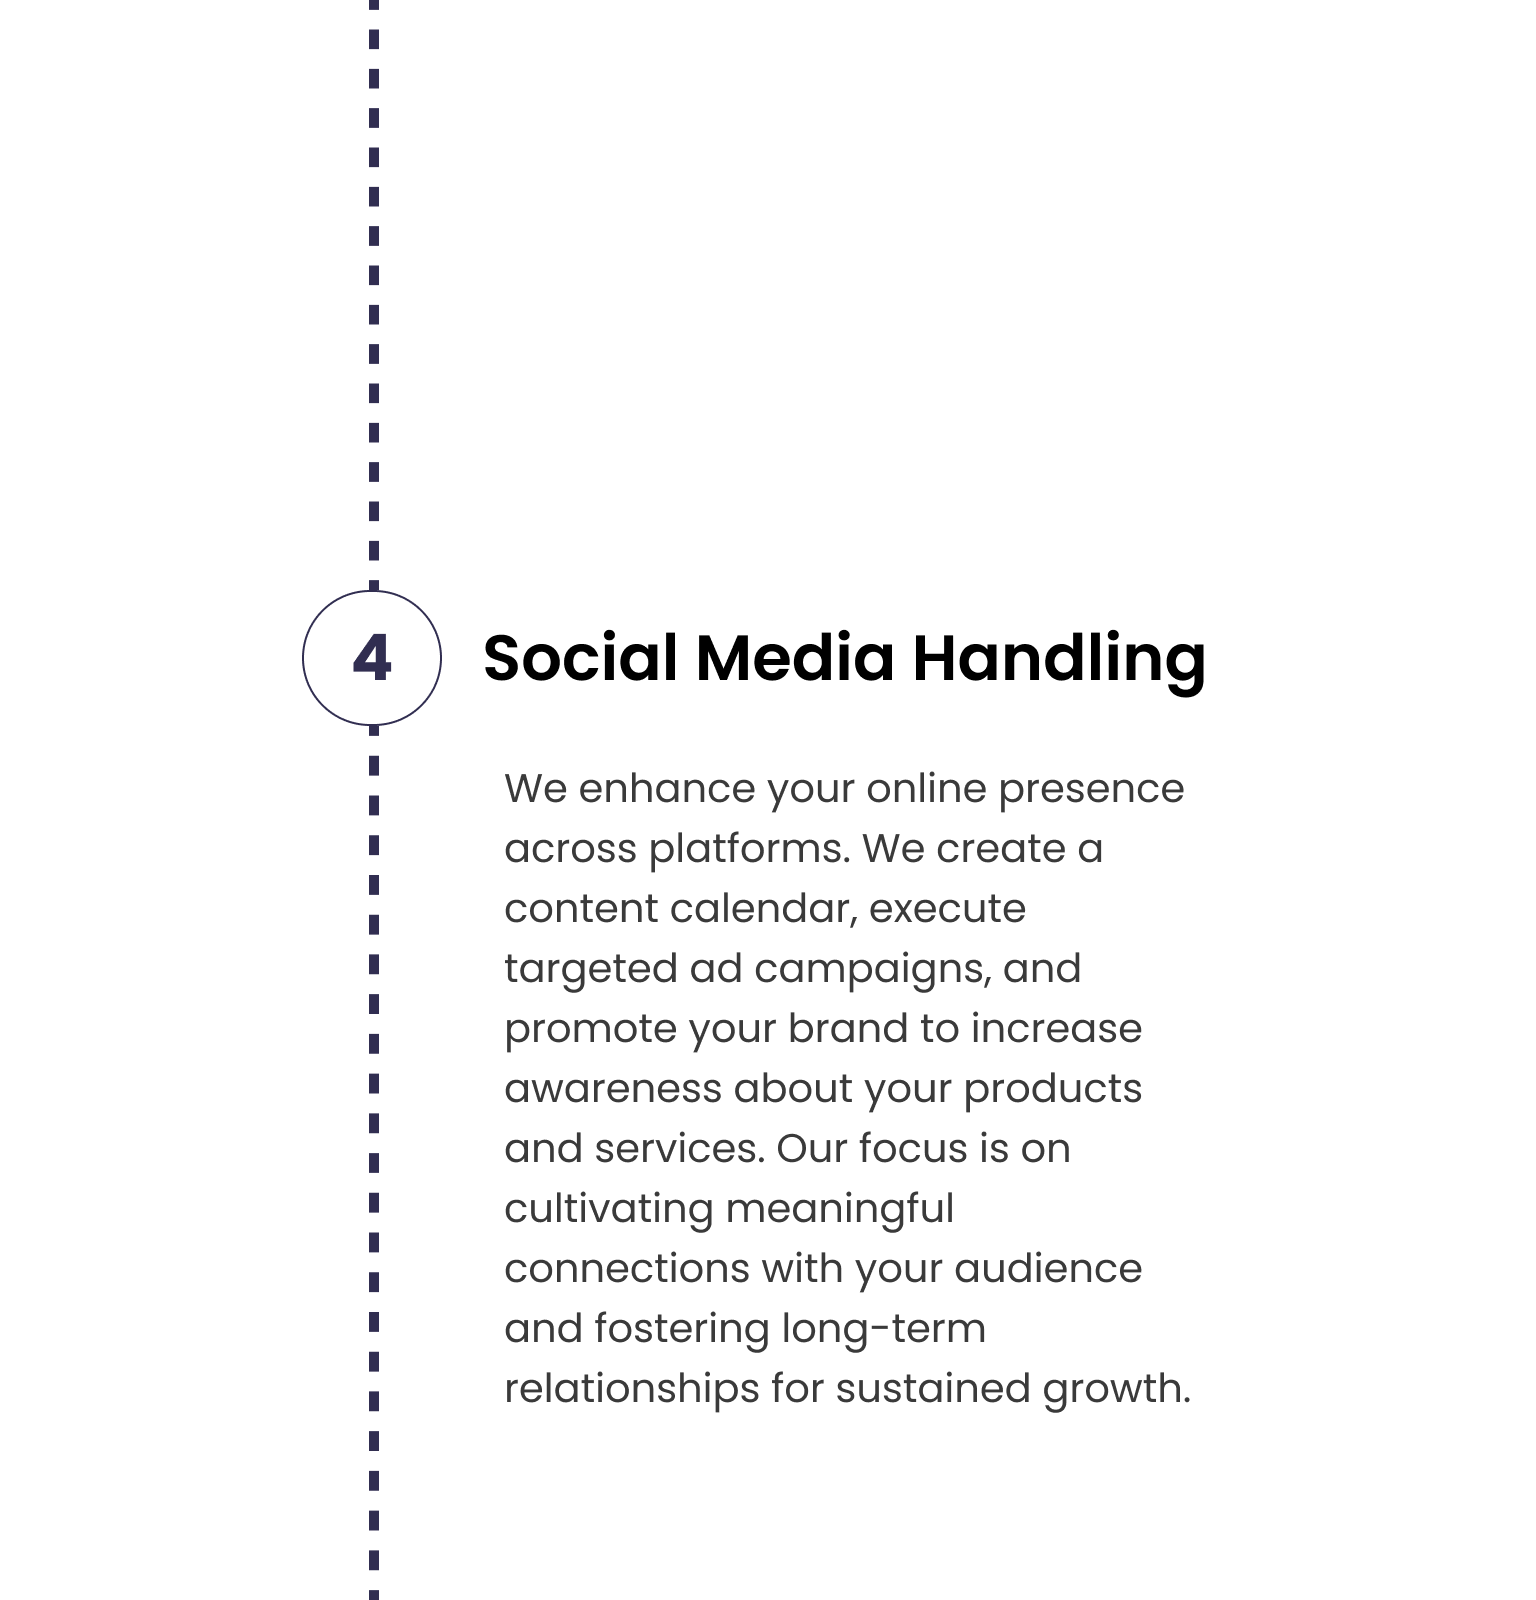 4
Social Media Handling
We enhance your online presence
across platforms. We create a
content calendar, execute
targeted ad campaigns, and
promote your brand to increase
awareness about your products
and services. Our focus is on
cultivating meaningful
connections with your audience
and fostering long-term
relationships for sustained growth.